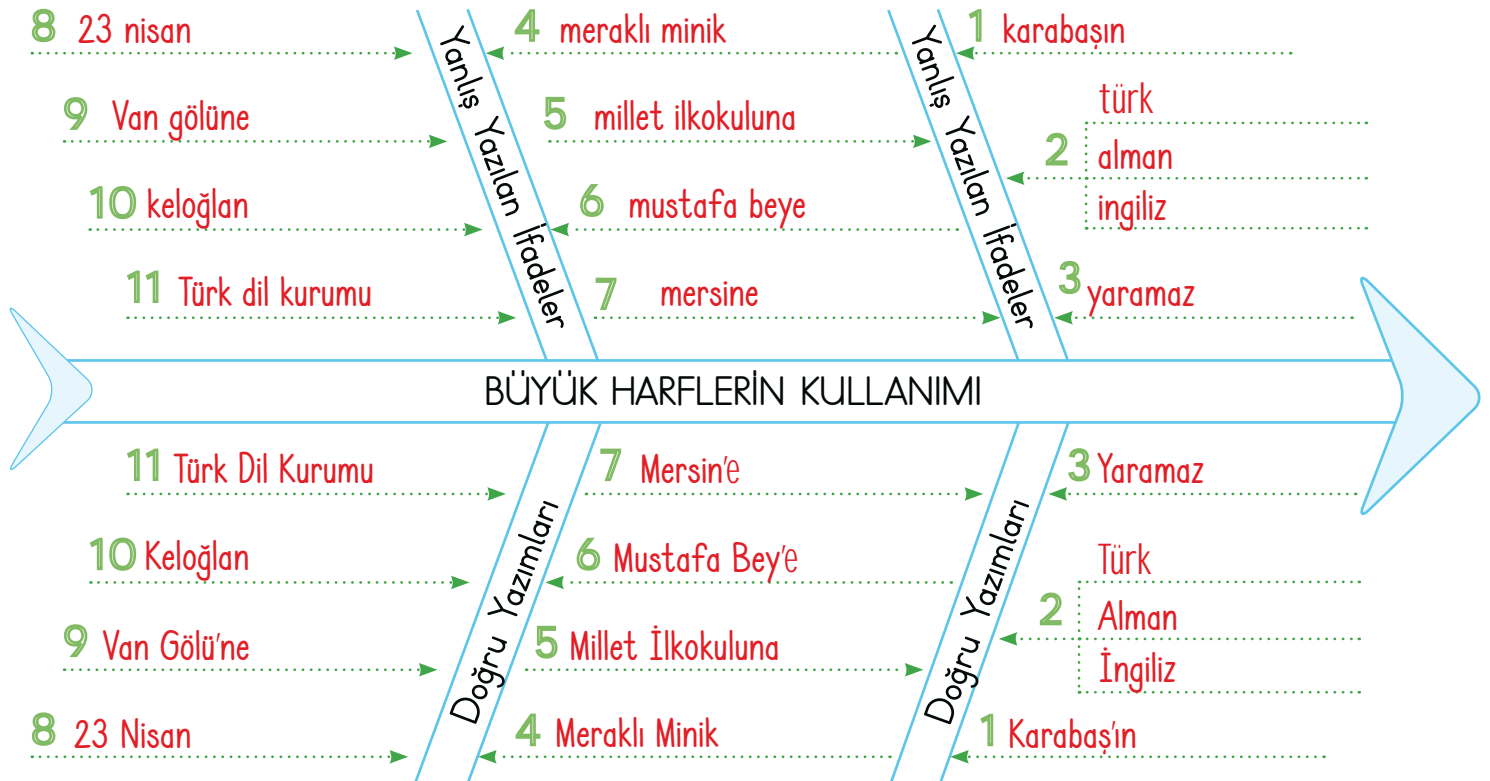 8 23 nisan
9 Van gölüne
10 keloğlan
11 Türk dil kurumu
Yanlış Yazılan İfadeler
4 meraklı minik
5 millet ilkokuluna
6 mustafa beye
7 mersine
Yanlış Yazılan İfadeler
1 karabaşın
2 türk
alman
ingiliz
3 yaramaz
BÜYÜK HARFLERİN KULLANIMI
11 Türk Dil Kurumu
10 Keloğlan
9 Van Gölü'ne
8 23 Nisan
Doğru Yazımları
7 Mersin'e
6 Mustafa Bey'e
5 Millet İlkokuluna
4 Meraklı Minik
Doğru Yazımları
3 Yaramaz
2 Türk
Alman
İngiliz
1 Karabaş'ın